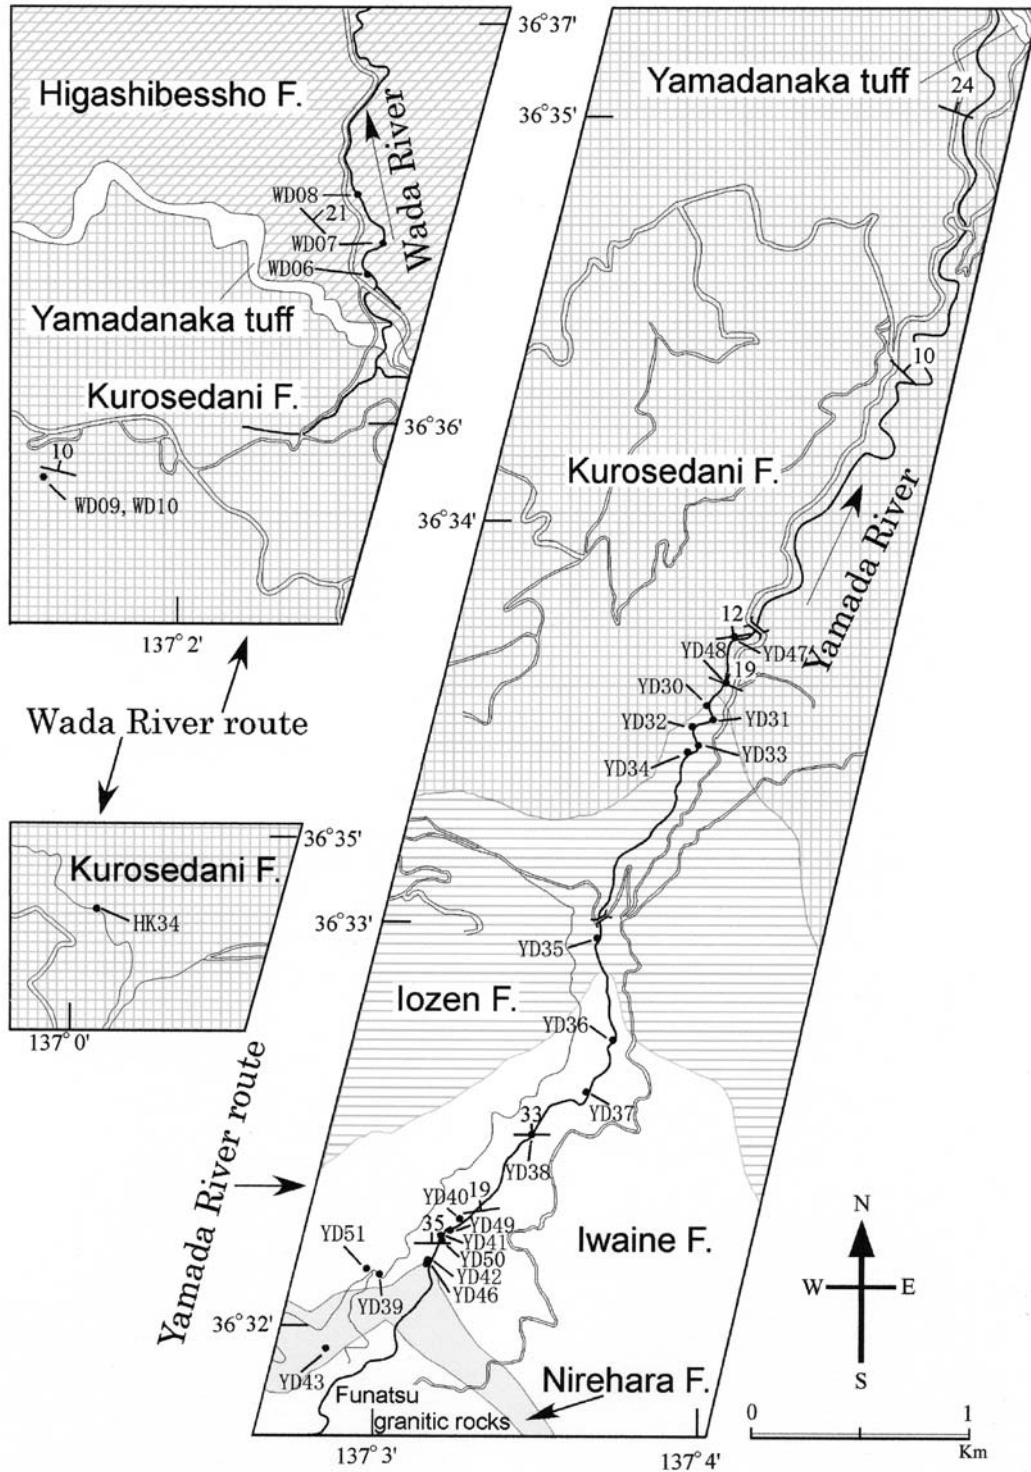 36°37'
Higashibessho F.
Wada River
WD08
21
WD07
WD06
Yamadanaka tuff
Kurosedani F.
36°36'
10
WD09, WD10
137°2'
Wada River route
36°35'
Kurosedani F.
HK34
137°0'
Yamada River route
Yamadanaka tuff
24
36°35'
10
Kurosedani F.
36°34'
Yamada River
12
YD48
YD47
19
YD30
YD32
YD31
YD33
YD34
36°33'
YD35
Iozen F.
YD36
YD37
33
YD38
YD40
19
35
YD49
YD41
YD50
YD42
YD46
YD51
YD39
Iwaine F.
36°32'
YD43
Funatsu
granitic rocks
Nirehara F.
137°3'
137°4'
N
W
E
S
0
1
Km